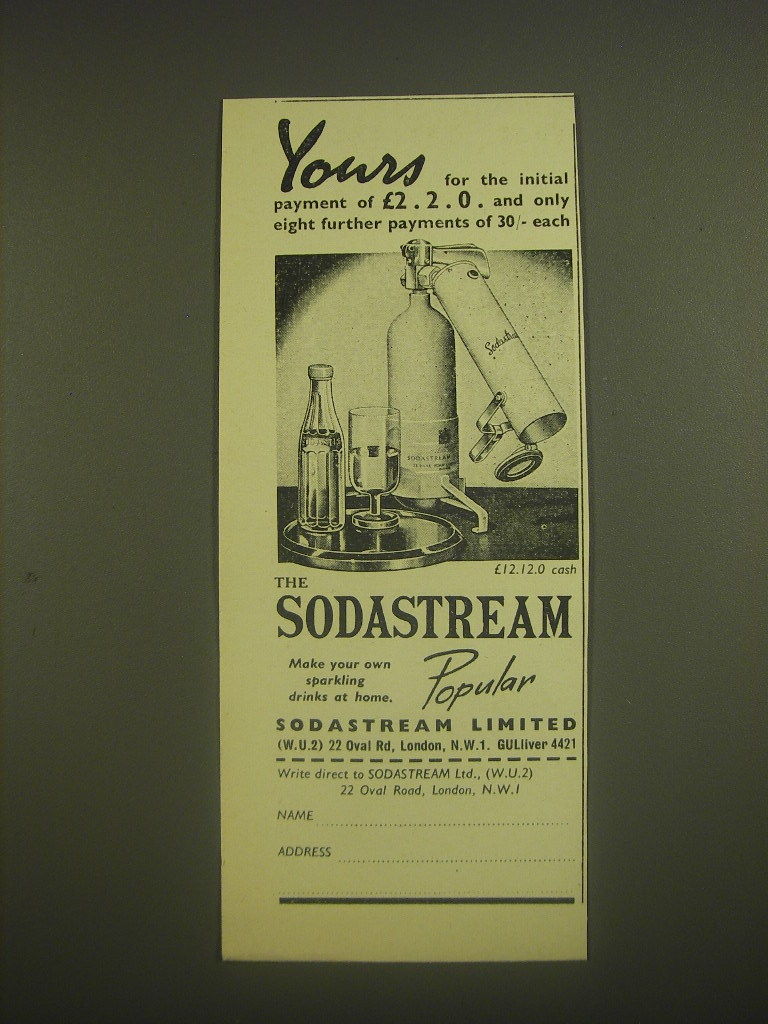 Yours for the initial
payment of £2.2.0. and only
eight further payments of 30/- each
Sodastream
SODASTREAM
£12.12.0 cash
THE
SODASTREAM
Make your own
sparkling
drinks at home.
Popular
SODASTREAM LIMITED
(W.U.2) 22 Oval Rd, London, N.W.1. GULliver 4421
Write direct to SODASTREAM Ltd., (W.U.2)
22 Oval Road, London, N.W.1
NAME
ADDRESS